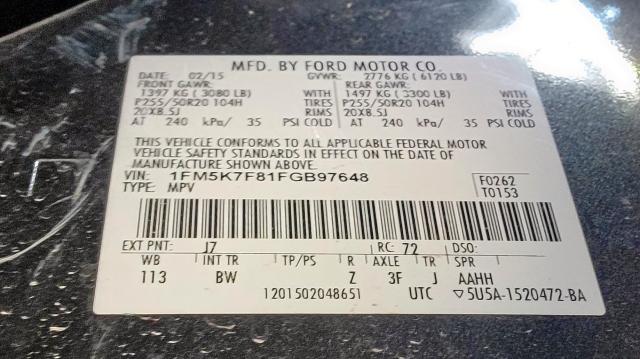 MFD. BY FORD MOTOR CO.
DATE: 02/15 GVWR: 2776 KG (6120 LB)
FRONT GAWR: REAR GAWR:
1397 KG (3080 LB) WITH 1497 KG (3300 LB) WITH
P255/50R20 104H TIRES P255/50R20 104H TIRES
20X8.5J RIMS 20X8.5J RIMS
AT 240 kPa/ 35 PSI COLD AT 240 kPa/ 35 PSI COLD
THIS VEHICLE CONFORMS TO ALL APPLICABLE FEDERAL MOTOR
VEHICLE SAFETY STANDARDS IN EFFECT ON THE DATE OF
MANUFACTURE SHOWN ABOVE.
VIN: 1FM5K7F81FGB97648 F0262
TYPE: MPV T0153
EXT PNT: J7 RC: 72 DSO:
WB INT TR TP/PS R AXLE TR SPR
113 BW Z 3F J AAHH
1201502048651 UTC ▽5U5A-1520472-BA